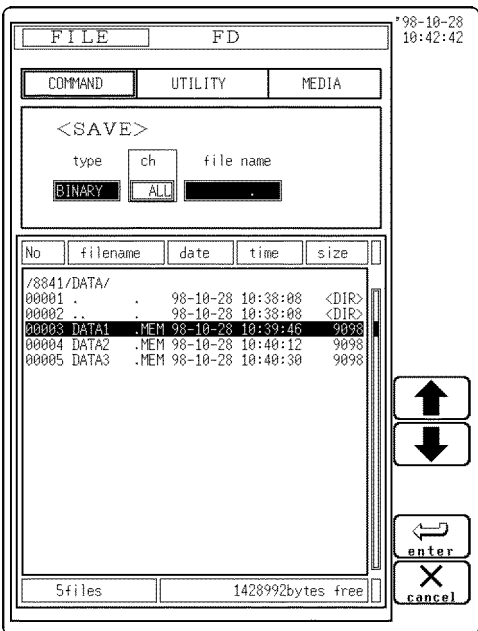 '98-10-28
10:42:42
FILE FD
COMMAND UTILITY MEDIA
<SAVE>
type ch file name
BINARY ALL .
No filename date time size
/8841/DATA/
00001 . . 98-10-28 10:38:08 <DIR>
00002 .. . 98-10-28 10:38:08 <DIR>
00003 DATA1 .MEM 98-10-28 10:39:46 9098
00004 DATA2 .MEM 98-10-28 10:40:12 9098
00005 DATA3 .MEM 98-10-28 10:40:30 9098
enter
cancel
5files 1428992bytes free